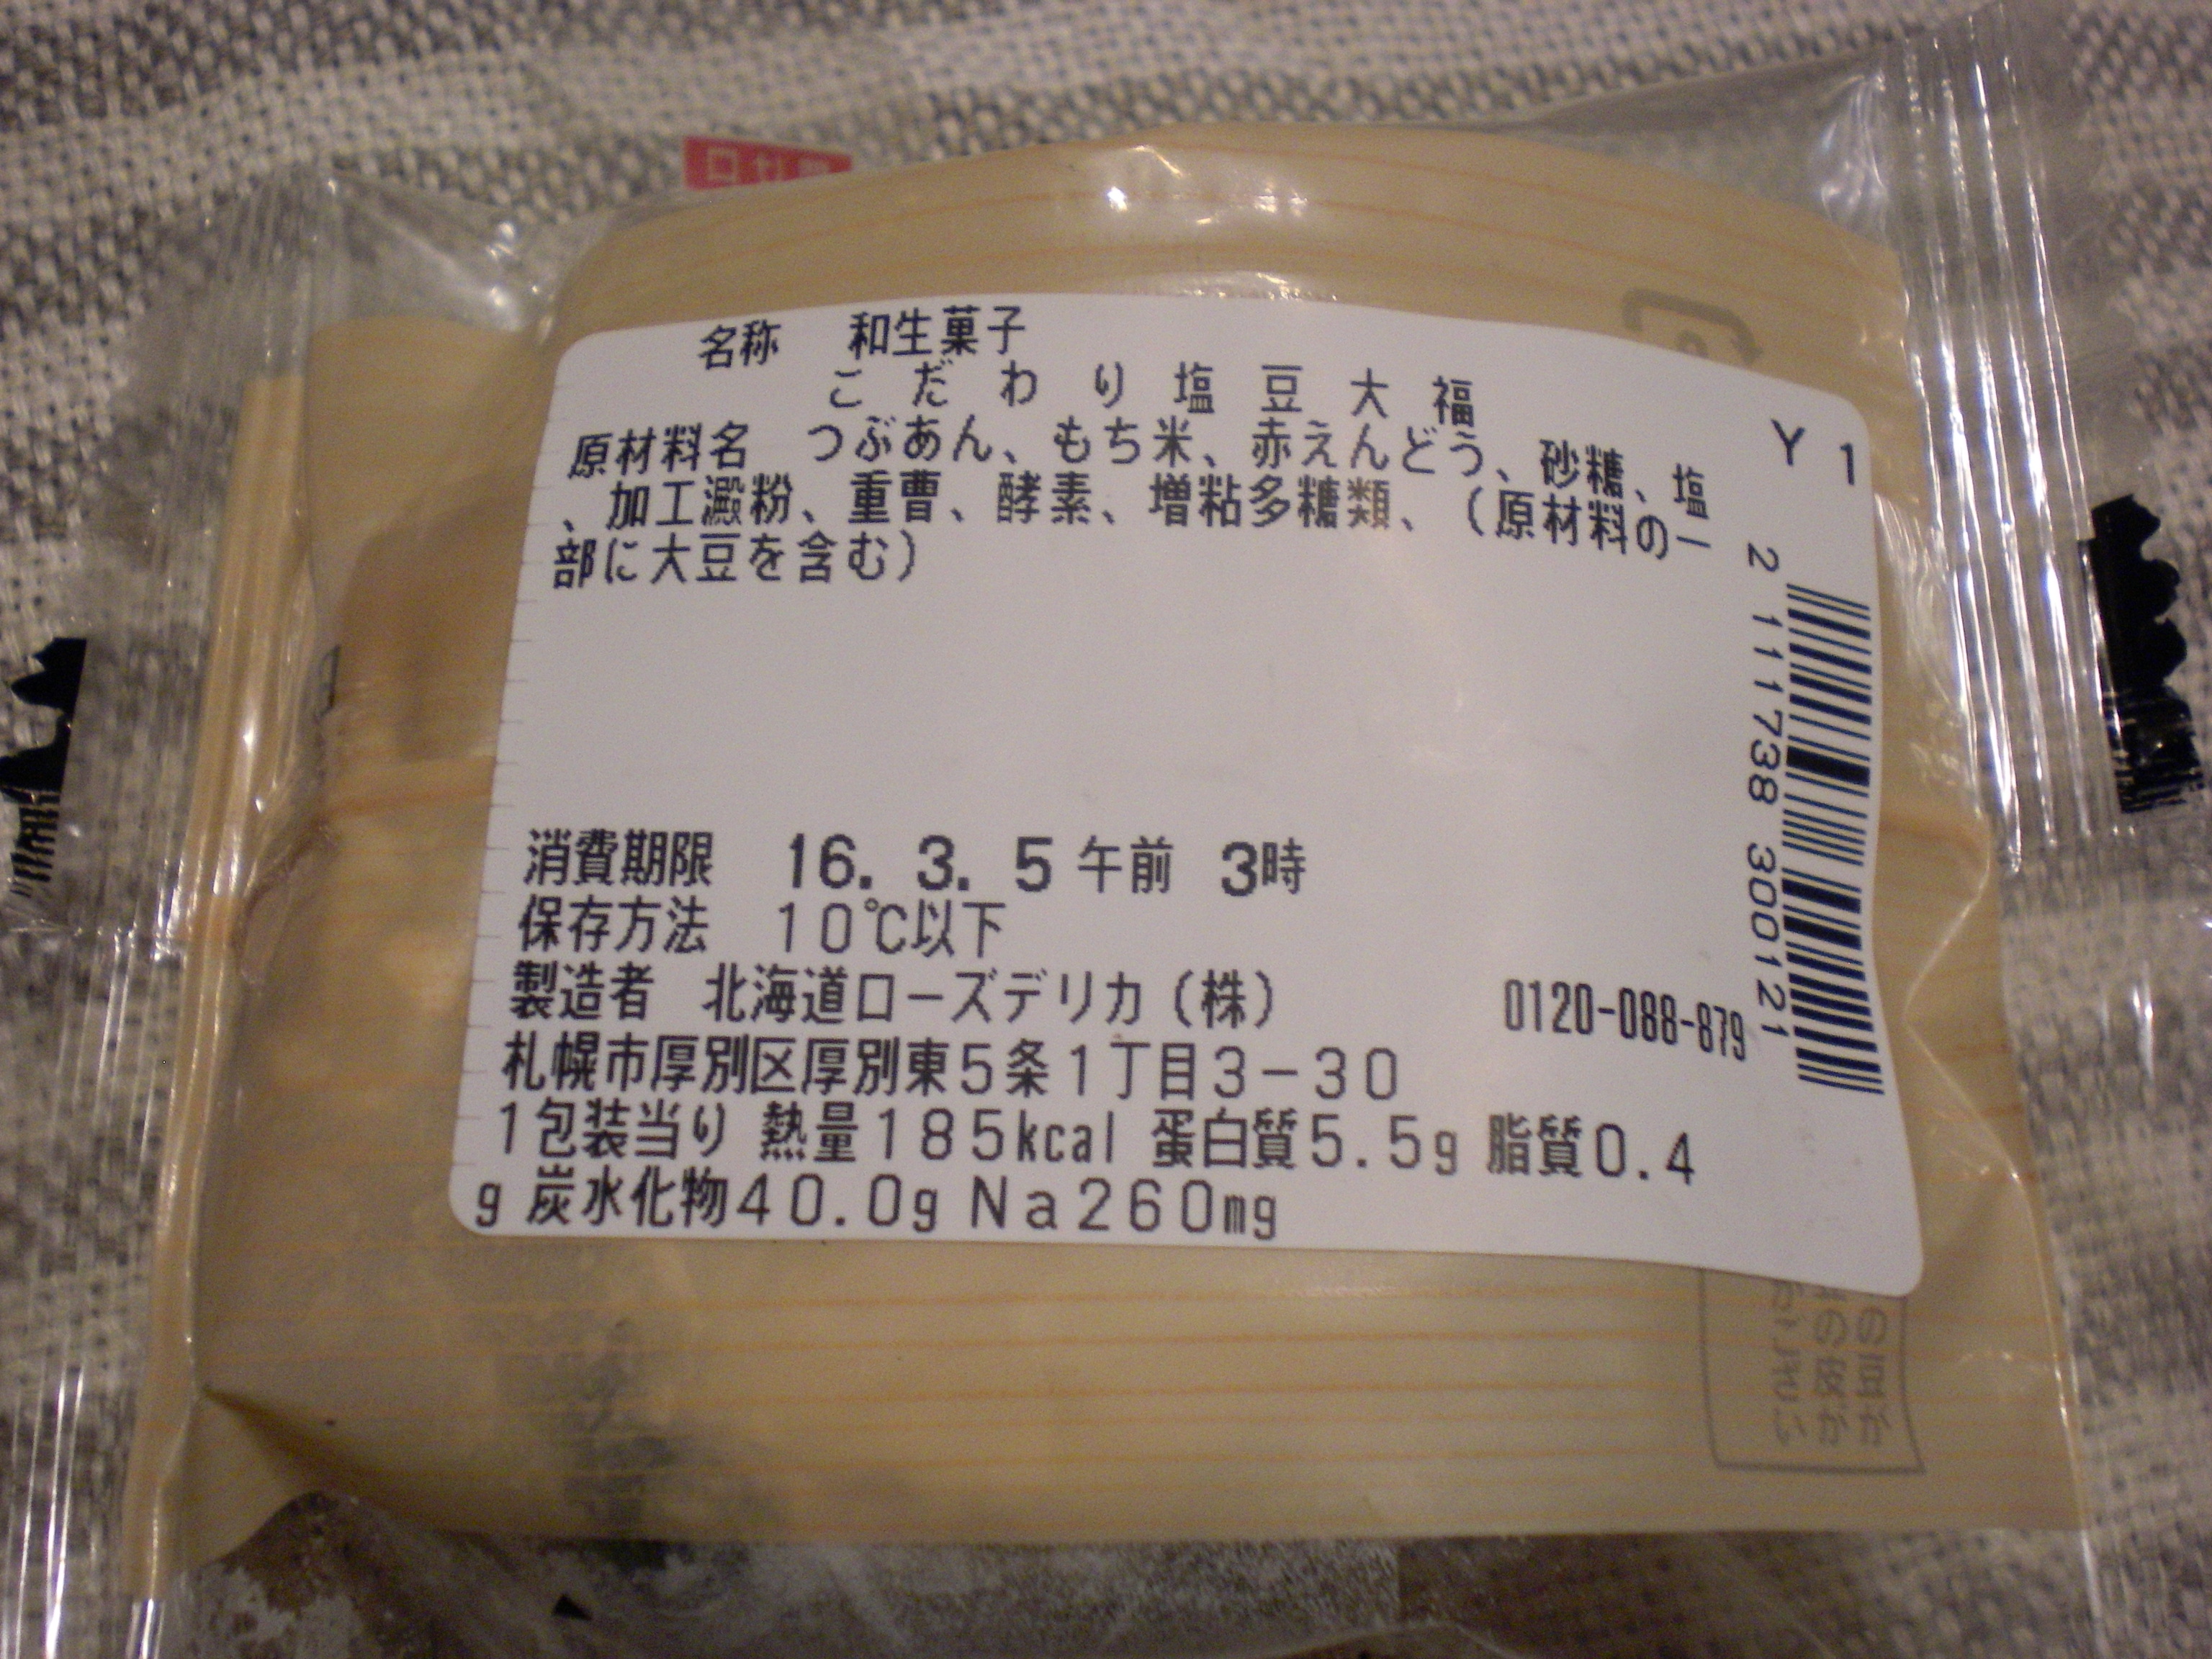 名称 和生菓子
こだわり塩豆大福
原材料名 つぶあん、もち米、赤えんどう、砂糖、塩
、加工澱粉、重曹、酵素、増粘多糖類、(原材料の一
部に大豆を含む)
Y 1
2 111738 300121
消費期限 16. 3. 5 午前 3時
保存方法 10℃以下
製造者 北海道ローズデリカ(株)
0120-088-879
札幌市厚別区厚別東5条1丁目3-30
1包装当り 熱量185kcal 蛋白質5.5g 脂質0.4
g 炭水化物40.0g Na260mg